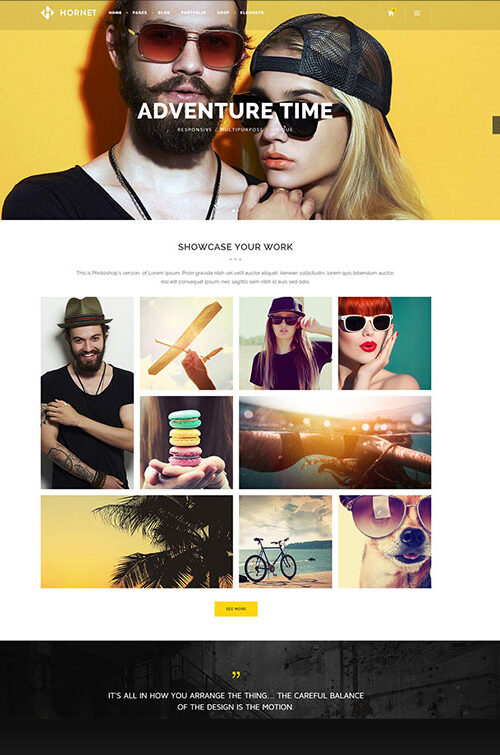 HORNET
HOME PAGES BLOG PORTFOLIO SHOP ELEMENTS
ADVENTURE TIME
RESPONSIVE / MULTIPURPOSE / UNIQUE
SHOWCASE YOUR WORK
This is Photoshop's version of Lorem Ipsum. Proin gravida nibh vel velit auctor aliquet. Aenean sollicitudin, lorem quis bibendum auctor,
nisi elit consequat ipsum, nec sagittis sem nibh id euis sed odio.
SEE MORE
”
IT'S ALL IN HOW YOU ARRANGE THE THING... THE CAREFUL BALANCE
OF THE DESIGN IS THE MOTION.